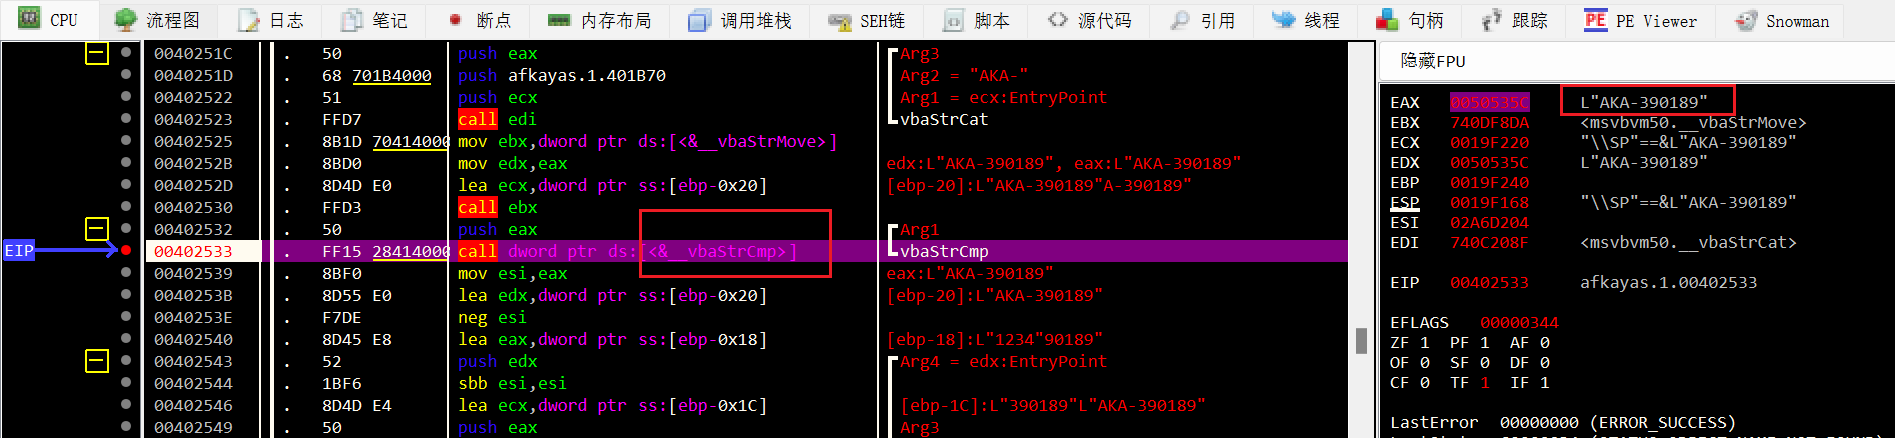 CPU 流程图 日志 笔记 断点 内存布局 调用堆栈 SEH链 脚本 源代码 引用 线程 句柄 跟踪 PE PE Viewer Snowman
0040251C . 50 push eax Arg3
0040251D . 68 701B4000 push afkayas.1.401B70 Arg2 = "AKA-"
00402522 . 51 push ecx Arg1 = ecx:EntryPoint
00402523 . FFD7 call edi vbaStrCat
00402525 . 8B1D 70414000 mov ebx,dword ptr ds:[<&__vbaStrMove>]
0040252B . 8BD0 mov edx,eax edx:L"AKA-390189", eax:L"AKA-390189"
0040252D . 8D4D E0 lea ecx,dword ptr ss:[ebp-0x20] [ebp-20]:L"AKA-390189"A-390189"
00402530 . FFD3 call ebx
00402532 . 50 push eax Arg1
EIP 00402533 . FF15 28414000 call dword ptr ds:[<&__vbaStrCmp>] vbaStrCmp
00402539 . 8BF0 mov esi,eax eax:L"AKA-390189"
0040253B . 8D55 E0 lea edx,dword ptr ss:[ebp-0x20] [ebp-20]:L"AKA-390189"
0040253E . F7DE neg esi
00402540 . 8D45 E8 lea eax,dword ptr ss:[ebp-0x18] [ebp-18]:L"1234"90189"
00402543 . 52 push edx Arg4 = edx:EntryPoint
00402544 . 1BF6 sbb esi,esi
00402546 . 8D4D E4 lea ecx,dword ptr ss:[ebp-0x1C] [ebp-1C]:L"390189"L"AKA-390189"
00402549 . 50 push eax Arg3
隐藏FPU
EAX 0050535C L"AKA-390189"
EBX 740DF8DA <msvbvm50.__vbaStrMove>
ECX 0019F220 "\\SP"==&L"AKA-390189"
EDX 0050535C L"AKA-390189"
EBP 0019F240
ESP 0019F168 "\\SP"==&L"AKA-390189"
ESI 02A6D204
EDI 740C208F <msvbvm50.__vbaStrCat>
EIP 00402533 afkayas.1.00402533
EFLAGS 00000344
ZF 1 PF 1 AF 0
OF 0 SF 0 DF 0
CF 0 TF 1 IF 1
LastError 00000000 (ERROR_SUCCESS)